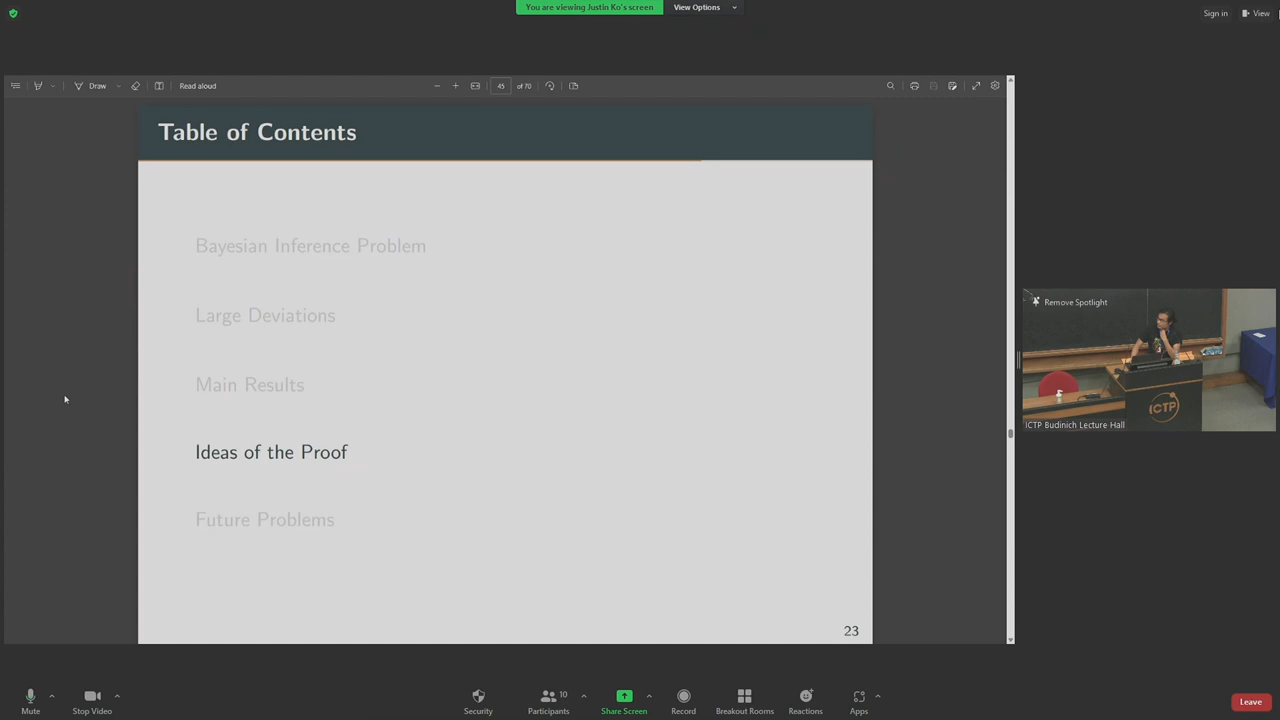 You are viewing Justin Ko's screen
View Options
Sign in
View
Draw
Read aloud
45
of 70
Table of Contents
Bayesian Inference Problem
Large Deviations
Main Results
Ideas of the Proof
Future Problems
23
Remove Spotlight
ICTP
ICTP Budinich Lecture Hall
Mute
Stop Video
Security
Participants
10
Share Screen
Record
Breakout Rooms
Reactions
Apps
Leave